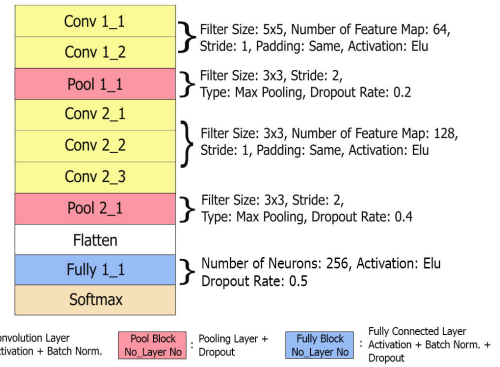 Conv 1_1
Conv 1_2
Filter Size: 5x5, Number of Feature Map: 64,
Stride: 1, Padding: Same, Activation: Elu
Pool 1_1
Filter Size: 3x3, Stride: 2,
Type: Max Pooling, Dropout Rate: 0.2
Conv 2_1
Conv 2_2
Conv 2_3
Filter Size: 3x3, Number of Feature Map: 128,
Stride: 1, Padding: Same, Activation: Elu
Pool 2_1
Filter Size: 3x3, Stride: 2,
Type: Max Pooling, Dropout Rate: 0.4
Flatten
Fully 1_1
Number of Neurons: 256, Activation: Elu
Dropout Rate: 0.5
Softmax
Layer
+ Batch Norm.
Pool Block
No_Layer No
: Pooling Layer +
Dropout
Fully Block
No_Layer No
: Fully Connected Layer
Activation + Batch Norm. +
Dropout